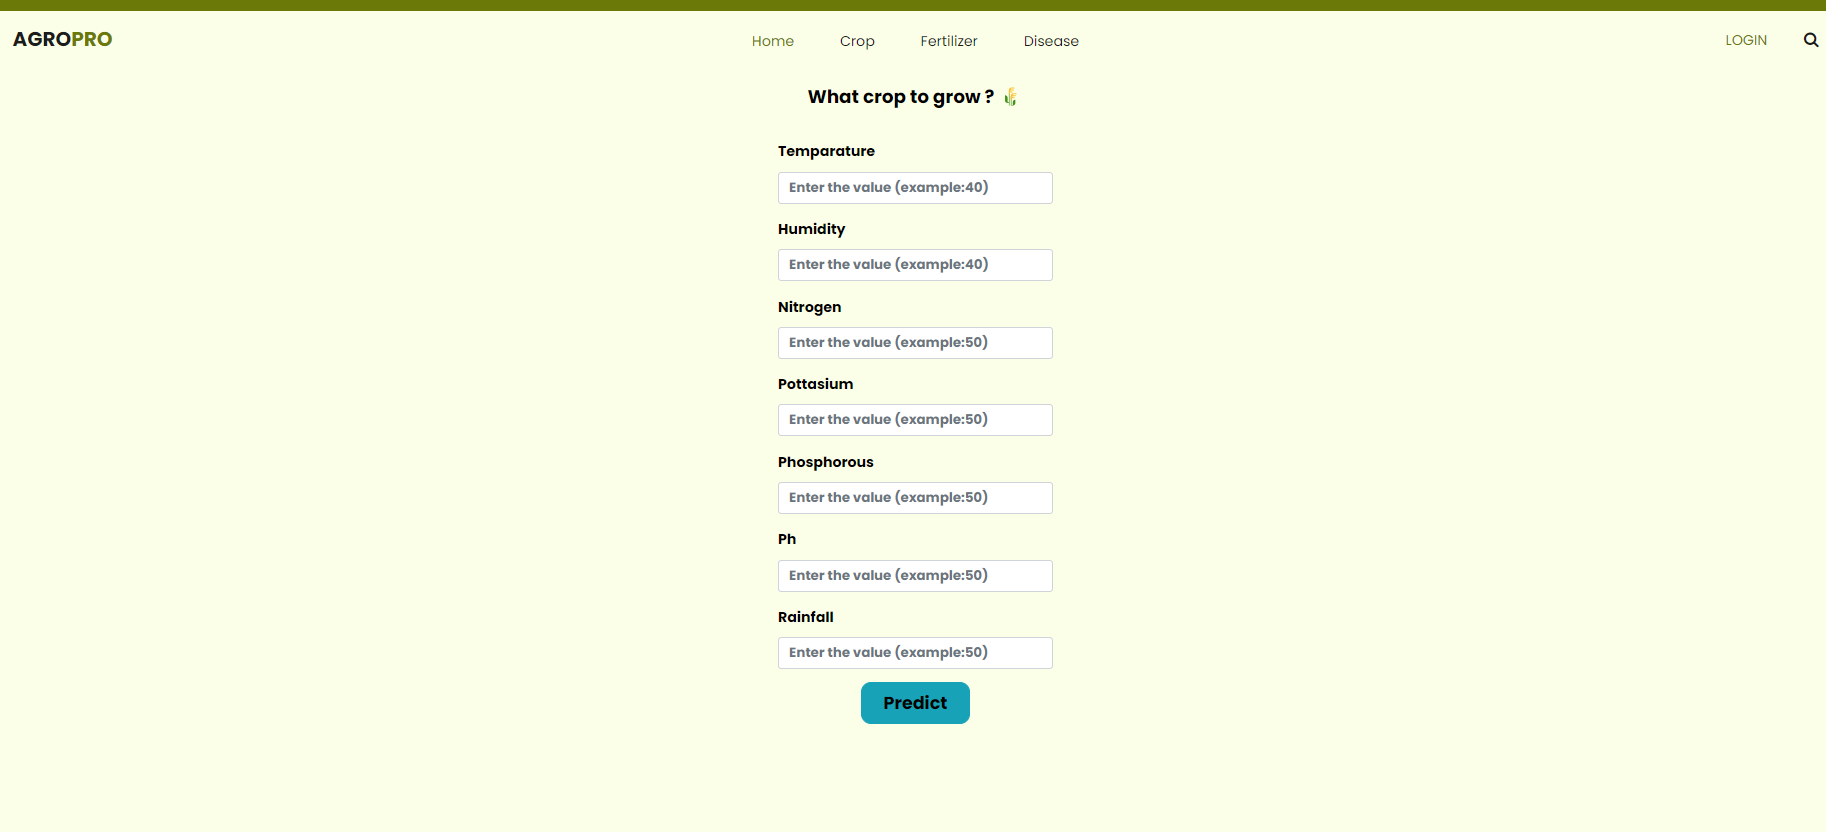 AGROPRO
Home Crop Fertilizer Disease
LOGIN
What crop to grow ?
Temparature
Enter the value (example:40)
Humidity
Enter the value (example:40)
Nitrogen
Enter the value (example:50)
Pottasium
Enter the value (example:50)
Phosphorous
Enter the value (example:50)
Ph
Enter the value (example:50)
Rainfall
Enter the value (example:50)
Predict